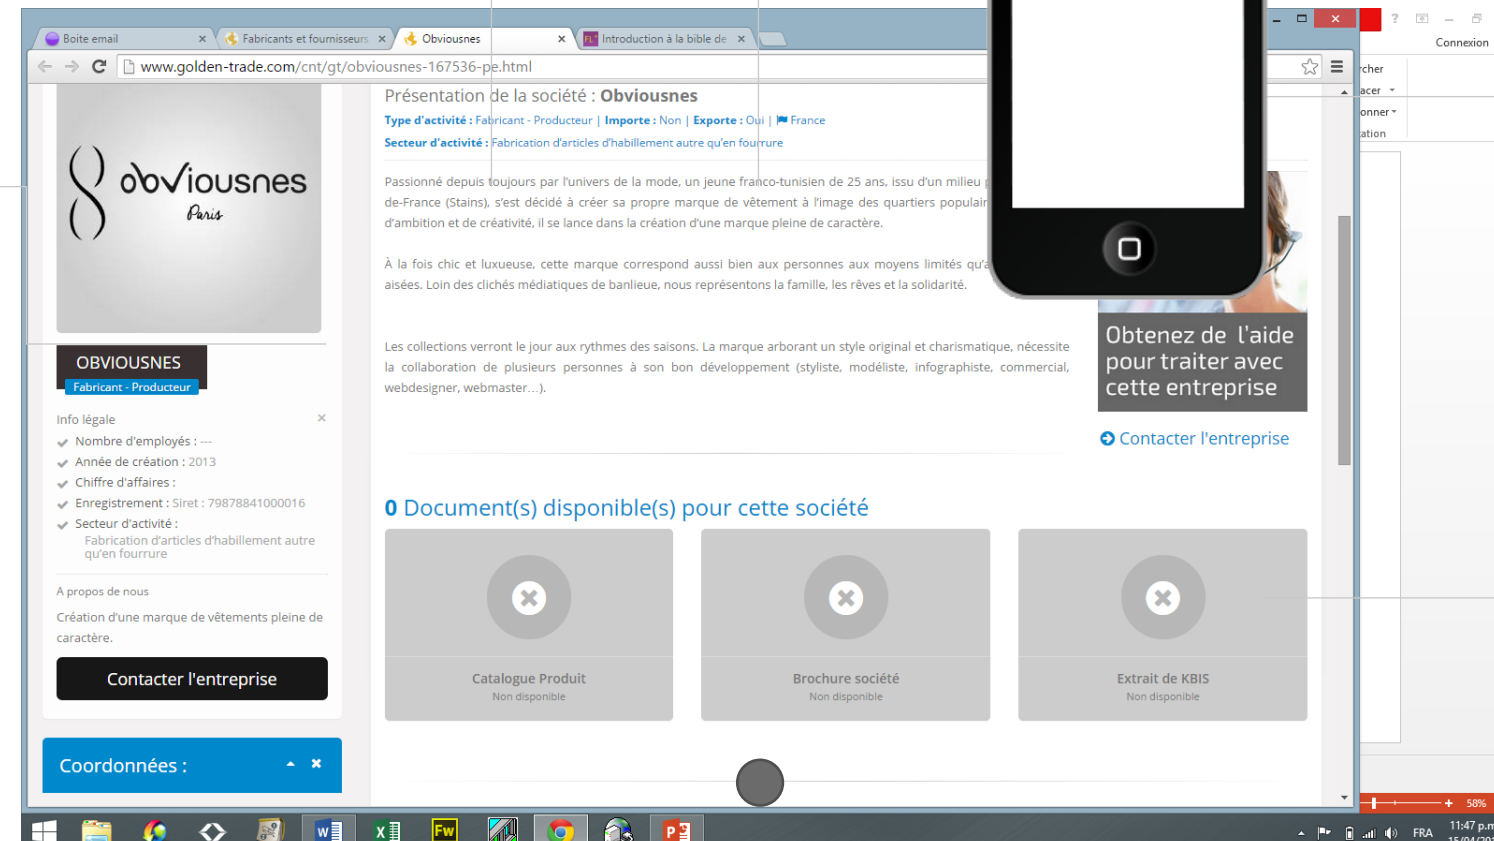 Boite email
Fabricants et fournisseurs
Obviousnes
Introduction à la bible de
Connexion
www.golden-trade.com/cnt/gt/obviousnes-167536-pe.html
obviousnes
Paris
OBVIOUSNES
Fabricant - Producteur
Info légale
Nombre d'employés : ---
Année de création : 2013
Chiffre d'affaires :
Enregistrement : Siret : 79878841000016
Secteur d'activité :
Fabrication d'articles d'habillement autre
qu'en fourrure
A propos de nous
Création d'une marque de vêtements pleine de
caractère.
Contacter l'entreprise
Coordonnées :
Présentation de la société : Obviousnes
Type d'activité : Fabricant - Producteur | Importe : Non | Exporte : Oui | France
Secteur d'activité : Fabrication d'articles d'habillement autre qu'en fourrure
Passionné depuis toujours par l'univers de la mode, un jeune franco-tunisien de 25 ans, issu d'un milieu
de-France (Stains), s'est décidé à créer sa propre marque de vêtement à l'image des quartiers
d'ambition et de créativité, il se lance dans la création d'une marque pleine de caractère.
À la fois chic et luxueuse, cette marque correspond aussi bien aux personnes aux moyens limités
aisées. Loin des clichés médiatiques de banlieue, nous représentons la famille, les rêves et la solidarité.
Les collections verront le jour aux rythmes des saisons. La marque arborant un style original et charismatique, nécessite
la collaboration de plusieurs personnes à son bon développement (styliste, modéliste, infographiste, commercial,
webdesigner, webmaster...).
Obtenez de l'aide
pour traiter avec
cette entreprise
Contacter l'entreprise
0 Document(s) disponible(s) pour cette société
Catalogue Produit
Non disponible
Brochure société
Non disponible
Extrait de KBIS
Non disponible
58%
FRA
11:47 p.m